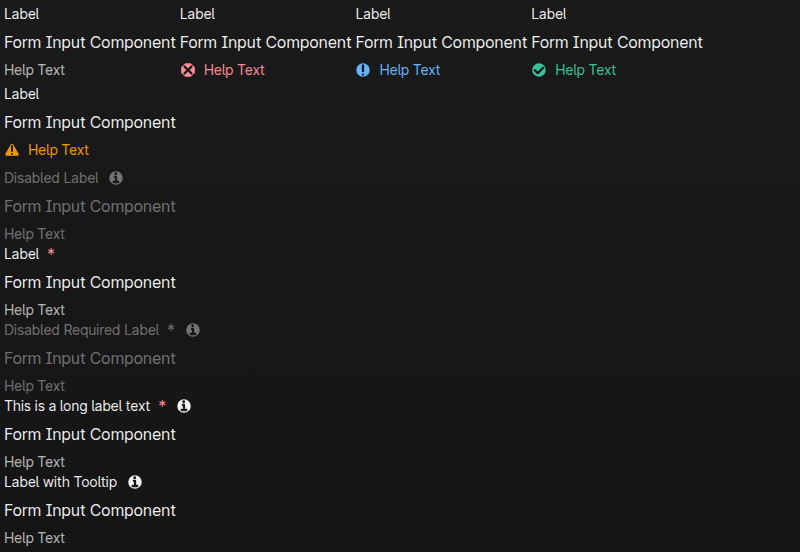 Label Label Label Label
Form Input Component Form Input Component Form Input Component Form Input Component
Help Text Help Text Help Text Help Text
Label
Form Input Component
Help Text
Disabled Label
Form Input Component
Help Text
Label *
Form Input Component
Help Text
Disabled Required Label *
Form Input Component
Help Text
This is a long label text *
Form Input Component
Help Text
Label with Tooltip
Form Input Component
Help Text